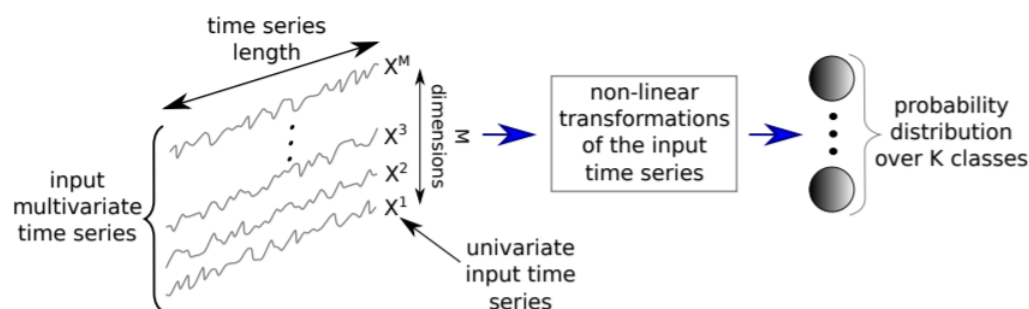 time series
length
X^M
X^3
X^2
X^1
dimensions
M
input
multivariate
time series
univariate
input time
series
non-linear
transformations
of the input
time series
probability
distribution
over K classes